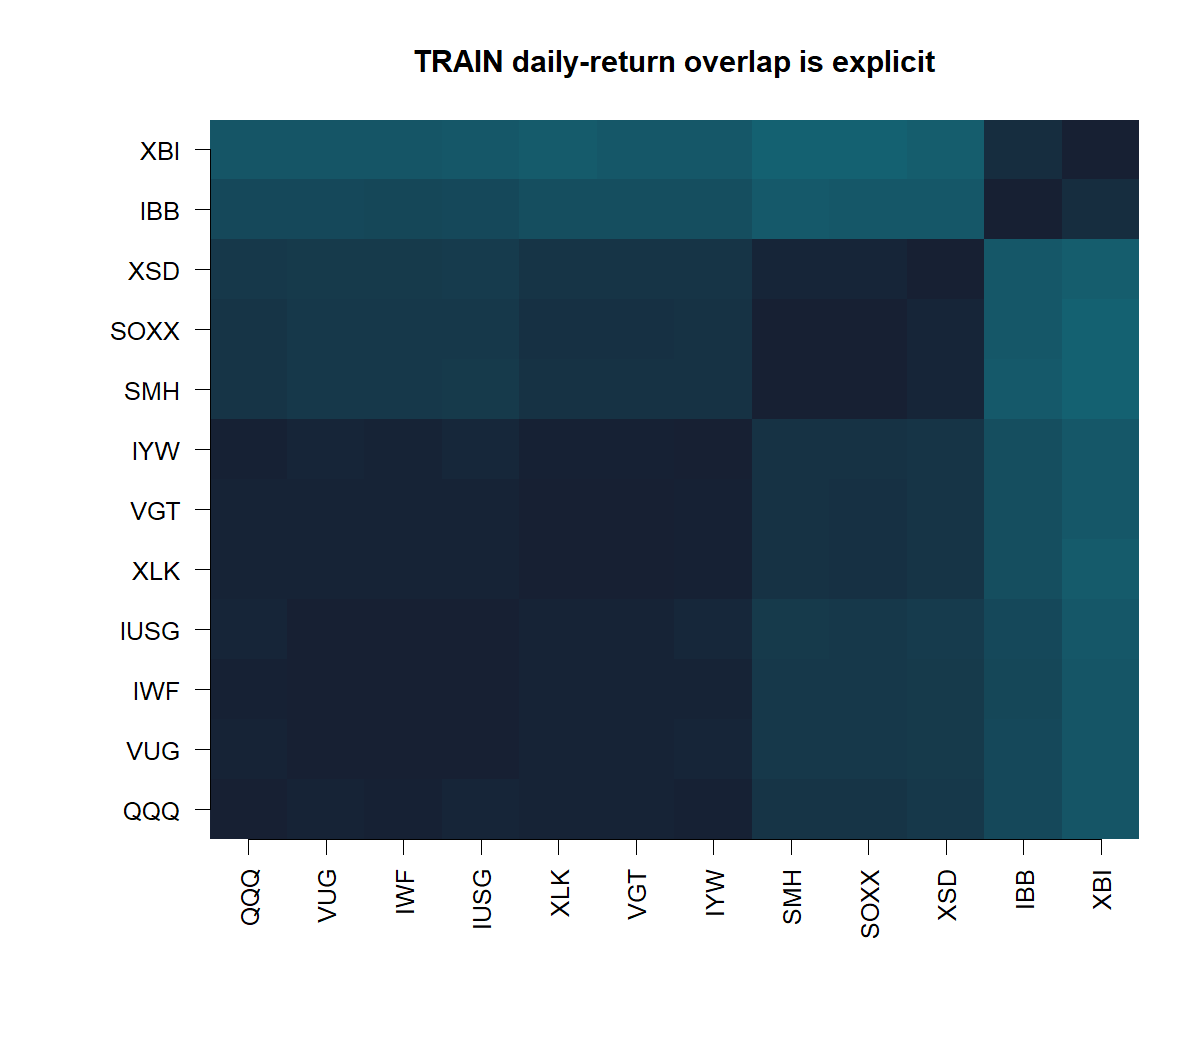 TRAIN daily-return overlap is explicit
XBI
IBB
XSD
SOXX
SMH
IYW
VGT
XLK
IUSG
IWF
VUG
QQQ
QQQ
VUG
IWF
IUSG
XLK
VGT
IYW
SMH
SOXX
XSD
IBB
XBI